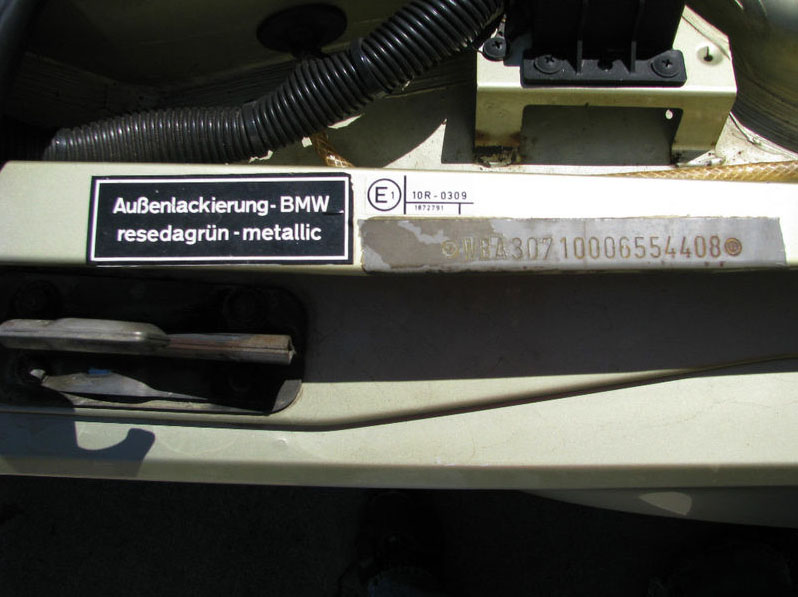 Außenlackierung-BMW
resedagrün-metallic
E1
10R-0309
1872791
WBA30710006554408